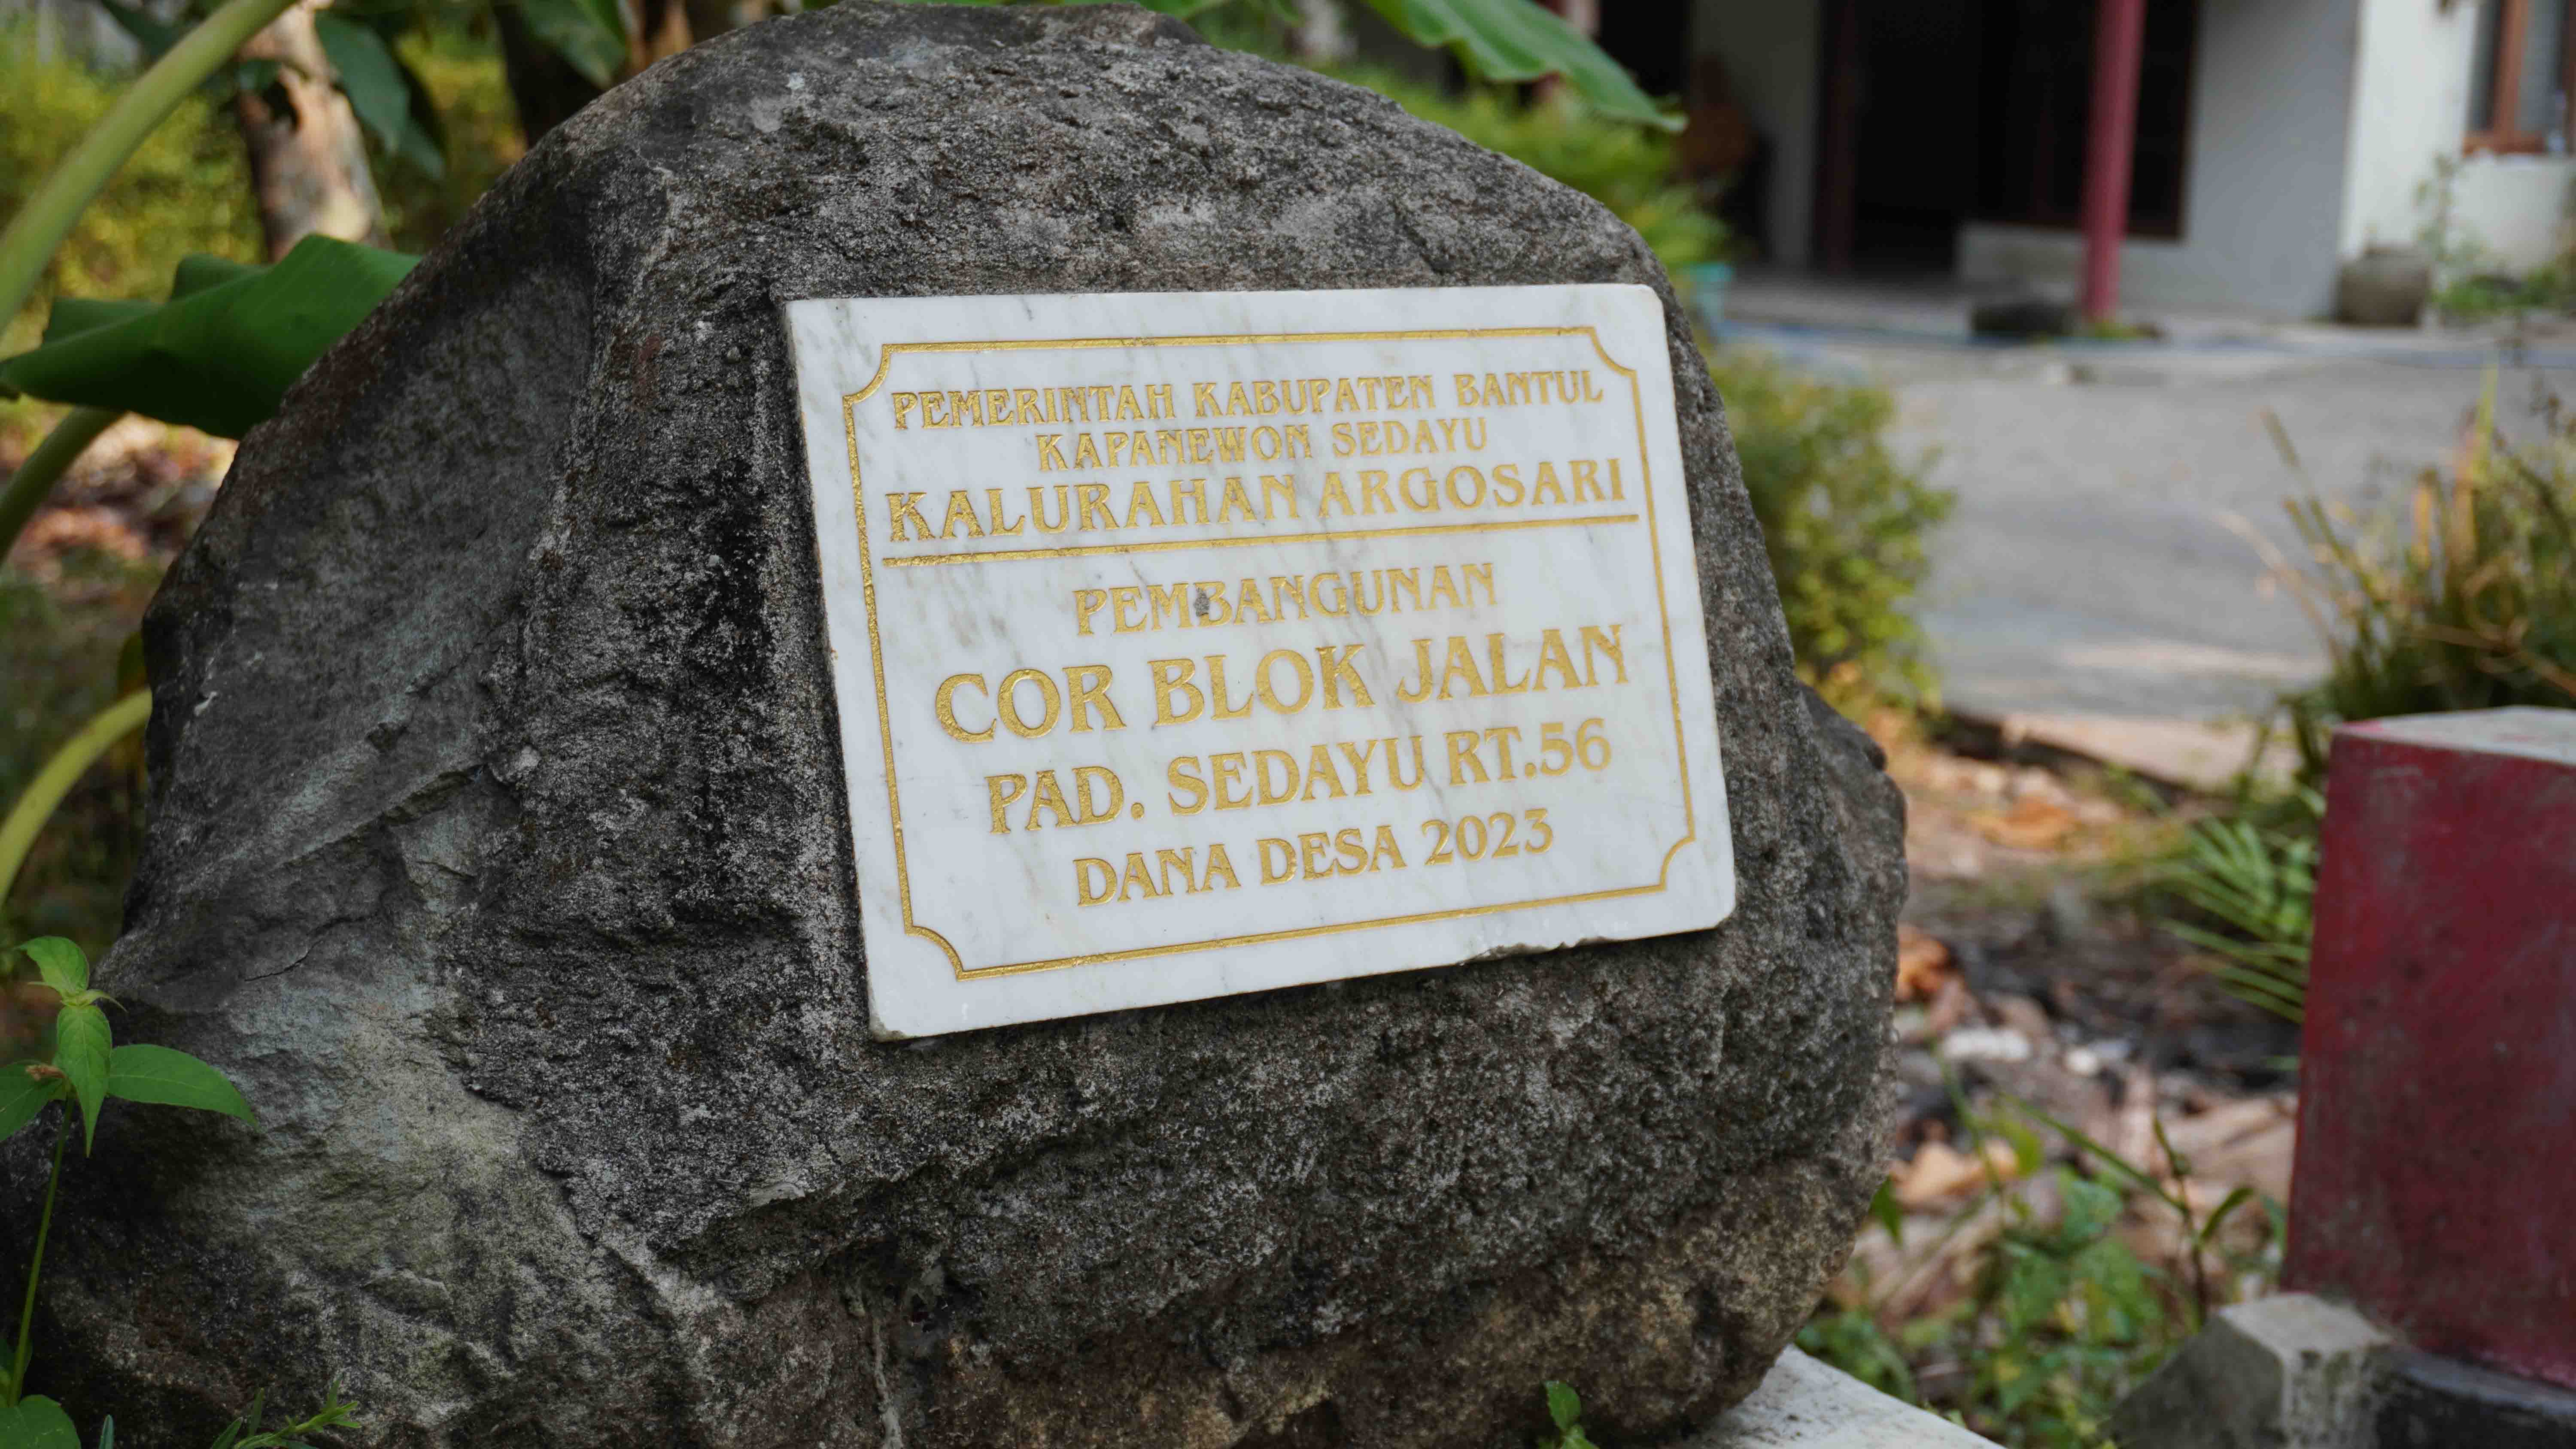 PEMERINTAH KABUPATEN BANTUL
KAPANEWON SEDAYU
KALURAHAN ARGOSARI
PEMBANGUNAN
COR BLOK JALAN
PAD. SEDAYU RT.56
DANA DESA 2023